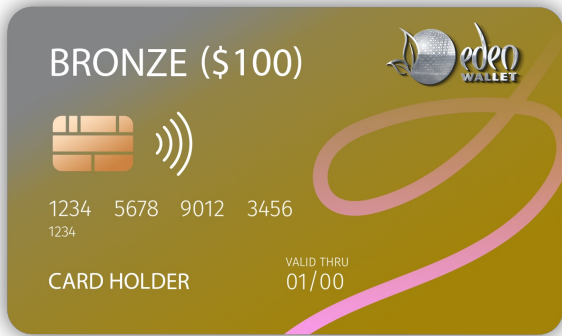 BRONZE ($100)
eden
WALLET
1234 5678 9012 3456
1234
VALID THRU
CARD HOLDER 01/00